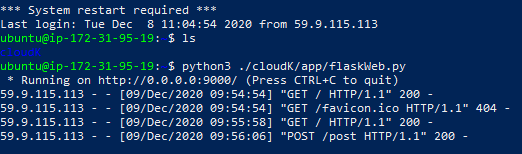 *** System restart required ***
Last login: Tue Dec  8 11:04:54 2020 from 59.9.115.113
ubuntu@ip-172-31-95-19:~$ ls
cloudK
ubuntu@ip-172-31-95-19:~$ python3 ./cloudK/app/flaskWeb.py
 * Running on http://0.0.0.0:9000/ (Press CTRL+C to quit)
59.9.115.113 - - [09/Dec/2020 09:54:54] "GET / HTTP/1.1" 200 -
59.9.115.113 - - [09/Dec/2020 09:54:54] "GET /favicon.ico HTTP/1.1" 404 -
59.9.115.113 - - [09/Dec/2020 09:55:58] "GET / HTTP/1.1" 200 -
59.9.115.113 - - [09/Dec/2020 09:56:06] "POST /post HTTP/1.1" 200 -